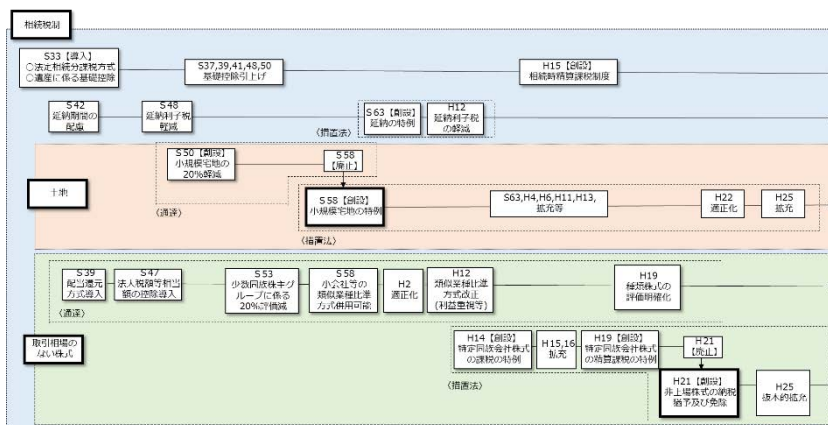 相続税制
S33【導入】
○法定相続分課税方式
○遺産に係る基礎控除
S37,39,41,48,50
基礎控除引上げ
H15【創設】
相続時精算課税制度
S42
延納期間の
配慮
S48
延納利子税
軽減
〈措置法〉
S63【創設】
延納の特例
H12
延納利子税
の軽減
土地
S50【創設】
小規模宅地の
20%軽減
S58
【廃止】
〈通達〉
S58【創設】
小規模宅地の特例
S63,H4,H6,H11,H13,
拡充等
H22
適正化
H25
拡充
〈措置法〉
取引相場の
ない株式
S39
配当還元
方式導入
S47
法人税額等相当
額の控除導入
S53
少数同族株主グ
ループに係る
20%評価減
S58
小会社等の
類似業種比準
方式併用可能
H2
適正化
H12
類似業種比準
方式改正
(利益重視等)
H19
種類株式の
評価明確化
〈通達〉
H14【創設】
特定同族会社株式
の課税の特例
H15,16
拡充
H19【創設】
特定同族会社株式
の精算課税の特例
H21
【廃止】
〈措置法〉
H21【創設】
非上場株式の納税
猶予及び免除
H25
抜本的拡充